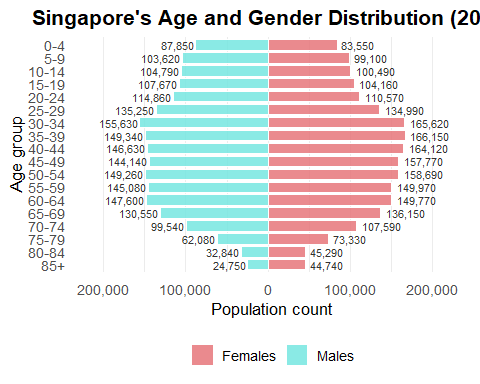 Singapore's Age and Gender Distribution (20
0-4 87,850 83,550
5-9 103,620 99,100
10-14 104,790 100,490
15-19 107,670 104,160
20-24 114,860 110,570
25-29 135,250 134,990
30-34 155,630 165,620
35-39 149,340 166,150
40-44 146,630 164,120
45-49 144,140 157,770
50-54 149,260 158,690
55-59 145,080 149,970
60-64 147,600 149,770
65-69 130,550 136,150
70-74 99,540 107,590
75-79 62,080 73,330
80-84 32,840 45,290
85+ 24,750 44,740
Age group
200,000 100,000 0 100,000 200,000
Population count
Females Males